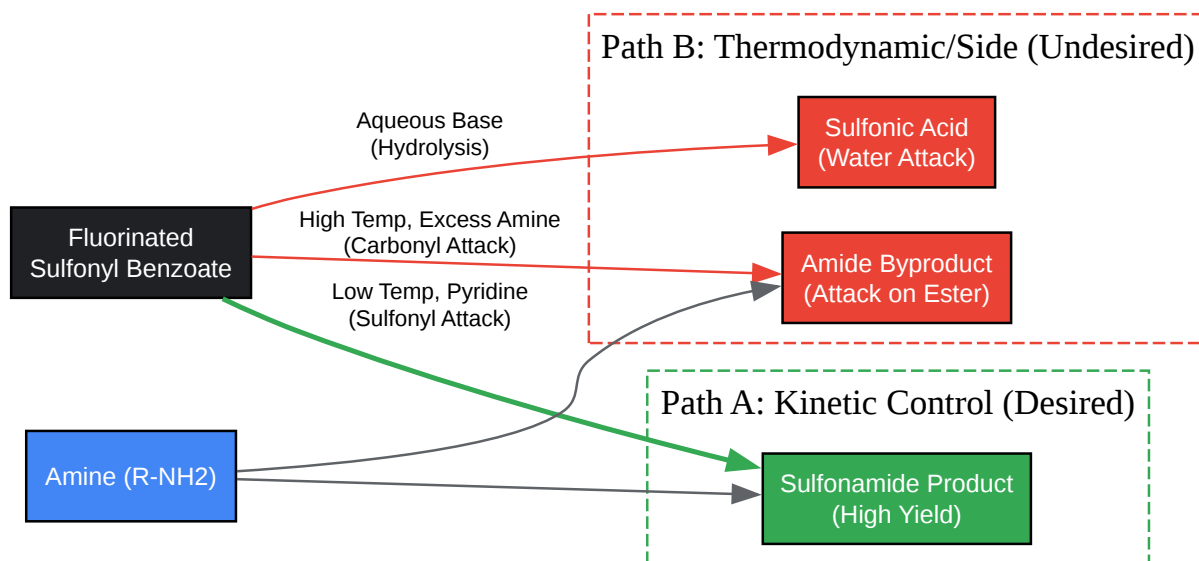 Path B: Thermodynamic/Side (Undesired)
Aqueous Base
(Hydrolysis)
Sulfonic Acid
(Water Attack)
Fluorinated
Sulfonyl Benzoate
High Temp, Excess Amine
(Carbonyl Attack)
Amide Byproduct
(Attack on Ester)
Low Temp, Pyridine
(Sulfonyl Attack)
Path A: Kinetic Control (Desired)
Amine (R-NH2)
Sulfonamide Product
(High Yield)